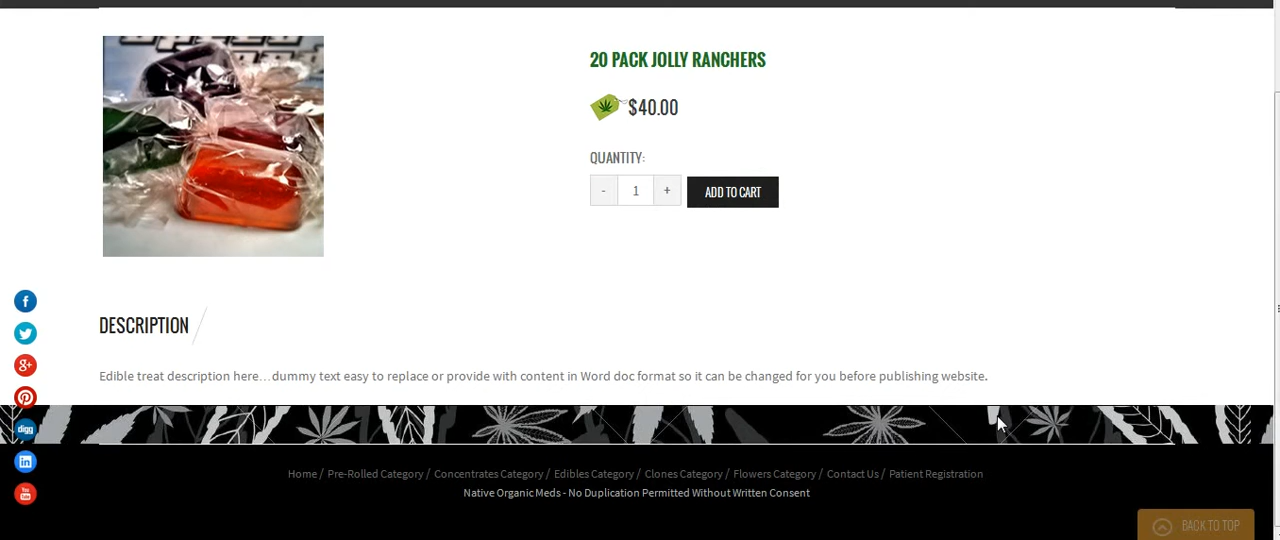 20 PACK JOLLY RANCHERS
$40.00
QUANTITY:
- 1 + ADD TO CART
DESCRIPTION
Edible treat description here…dummy text easy to replace or provide with content in Word doc format so it can be changed for you before publishing website.
digg
Home / Pre-Rolled Category / Concentrates Category / Edibles Category / Clones Category / Flowers Category / Contact Us / Patient Registration
Native Organic Meds - No Duplication Permitted Without Written Consent
BACK TO TOP